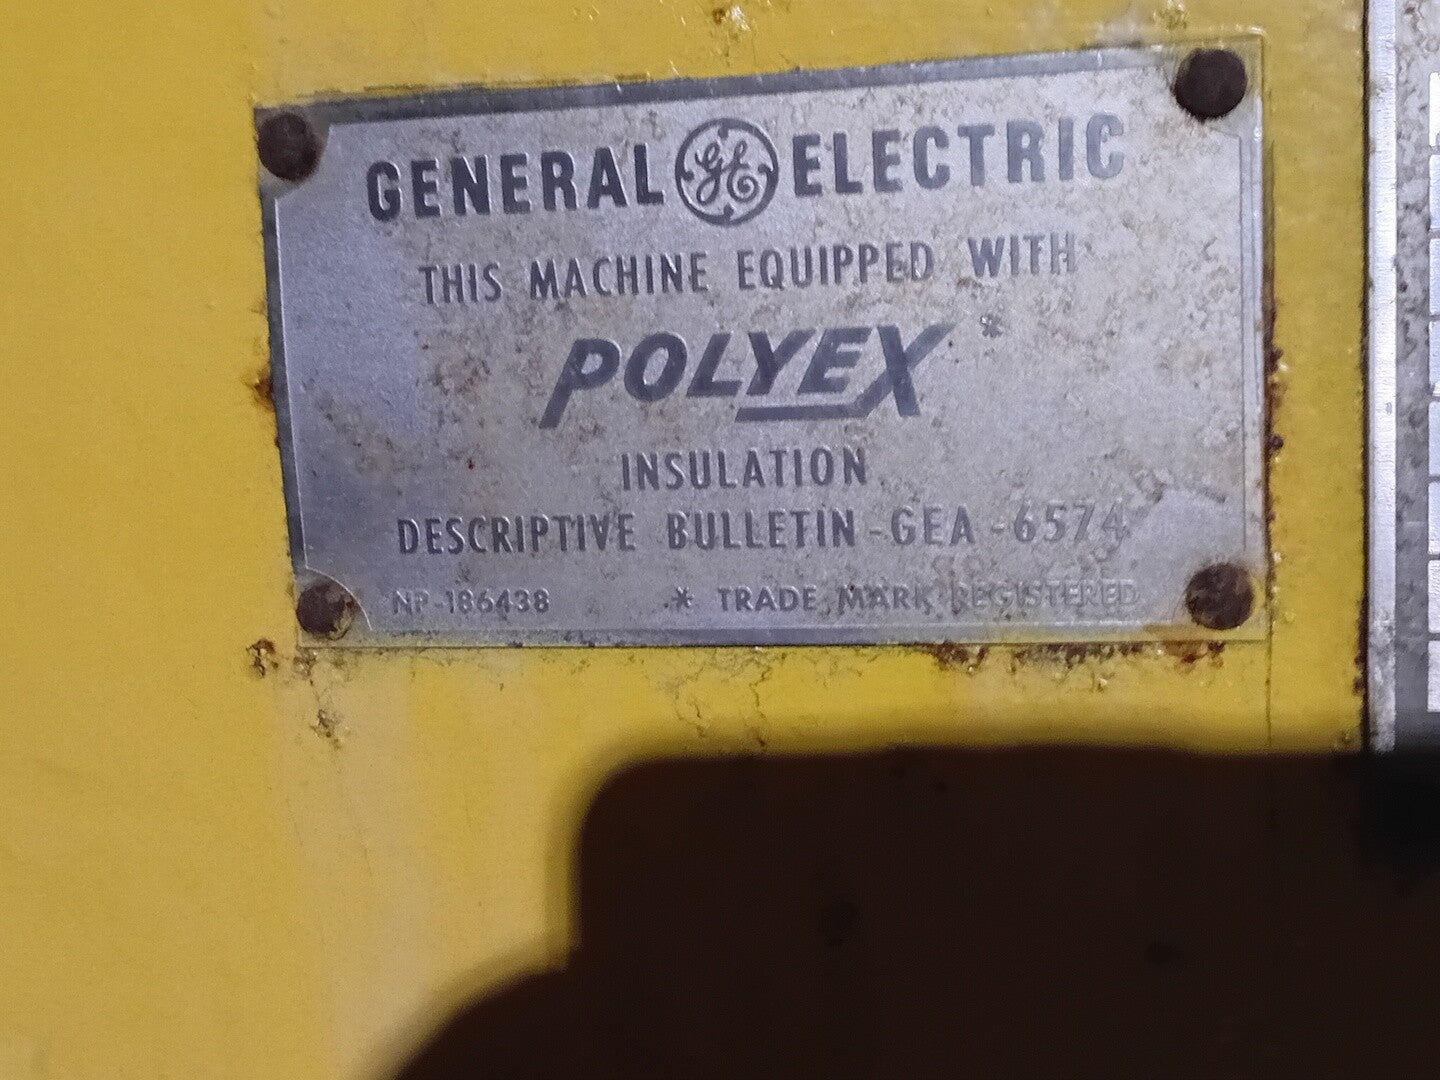 GENERAL GE ELECTRIC
THIS MACHINE EQUIPPED WITH
POLYEX*
INSULATION
DESCRIPTIVE BULLETIN-GEA-6574
NP-186438 * TRADE MARK REGISTERED